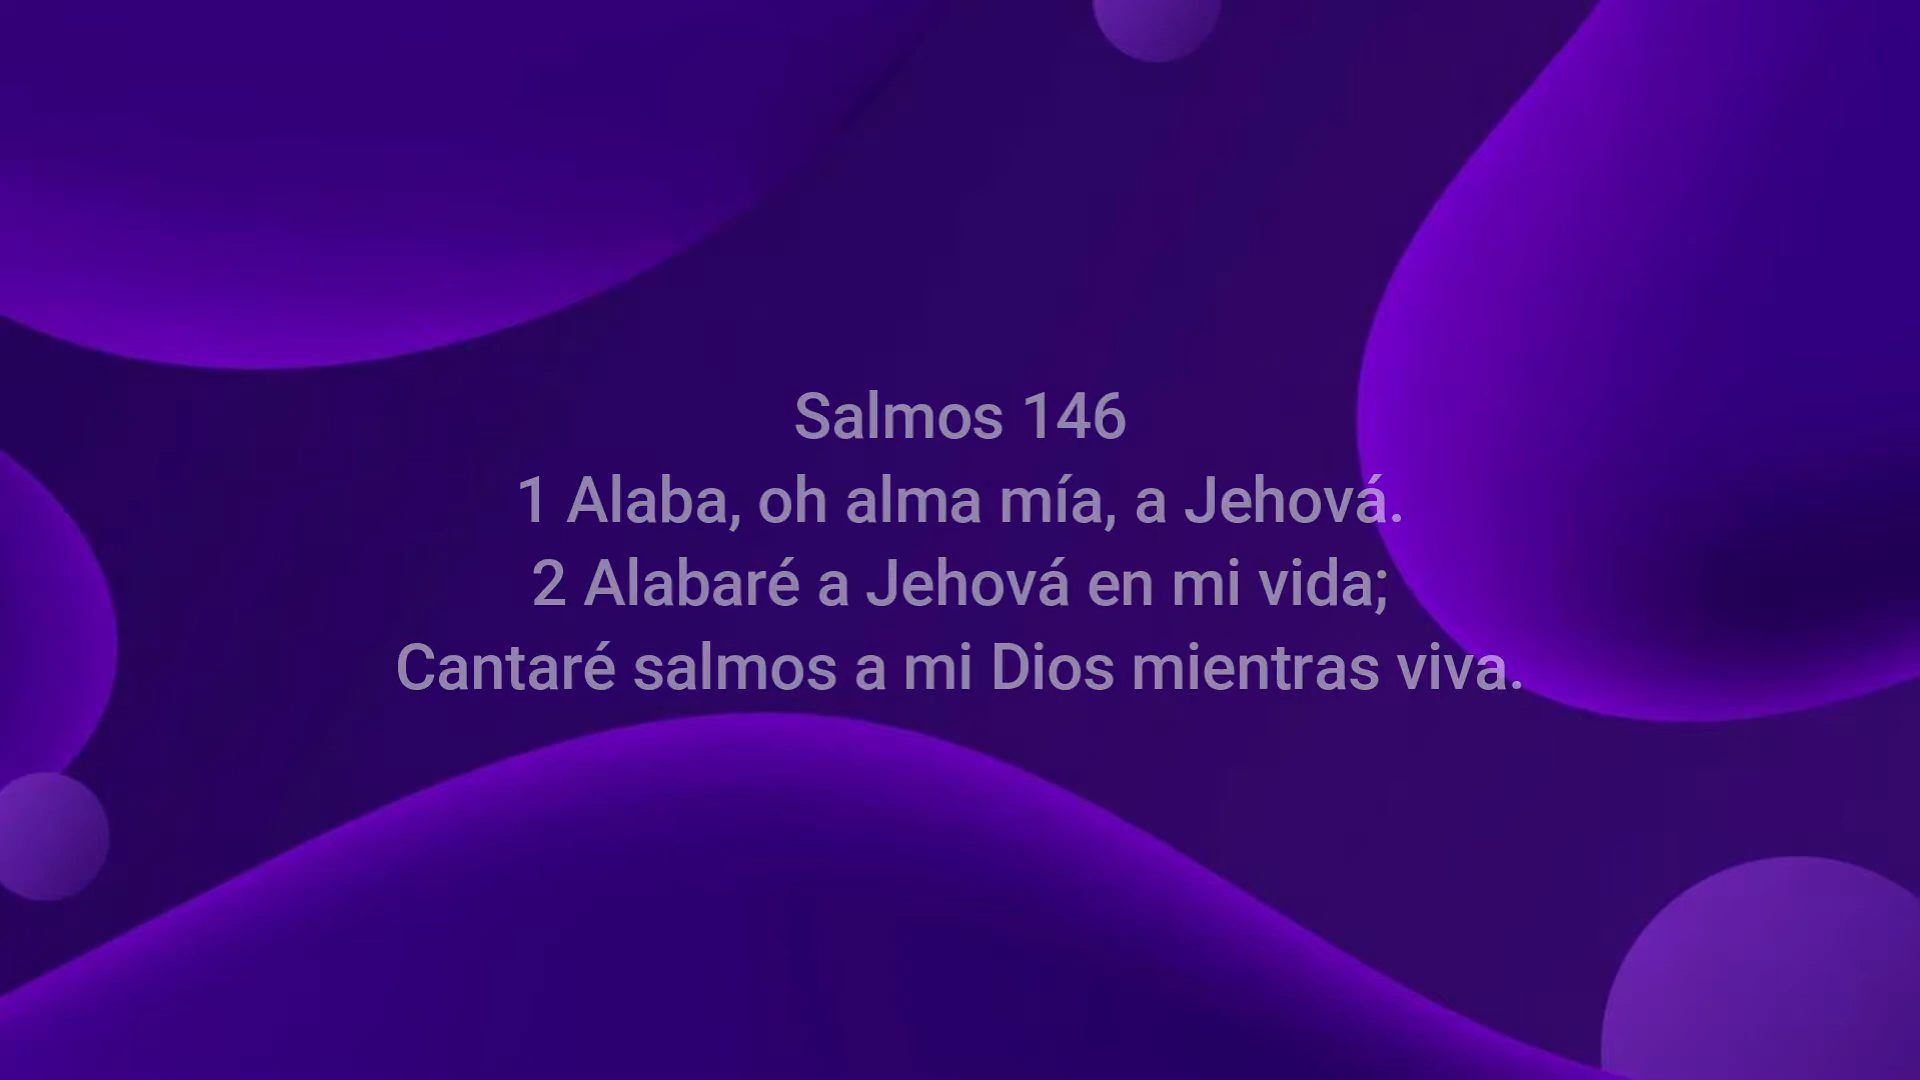 Salmos 146
1 Alaba, oh alma mía, a Jehová.
2 Alabaré a Jehová en mi vida;
Cantaré salmos a mi Dios mientras viva.